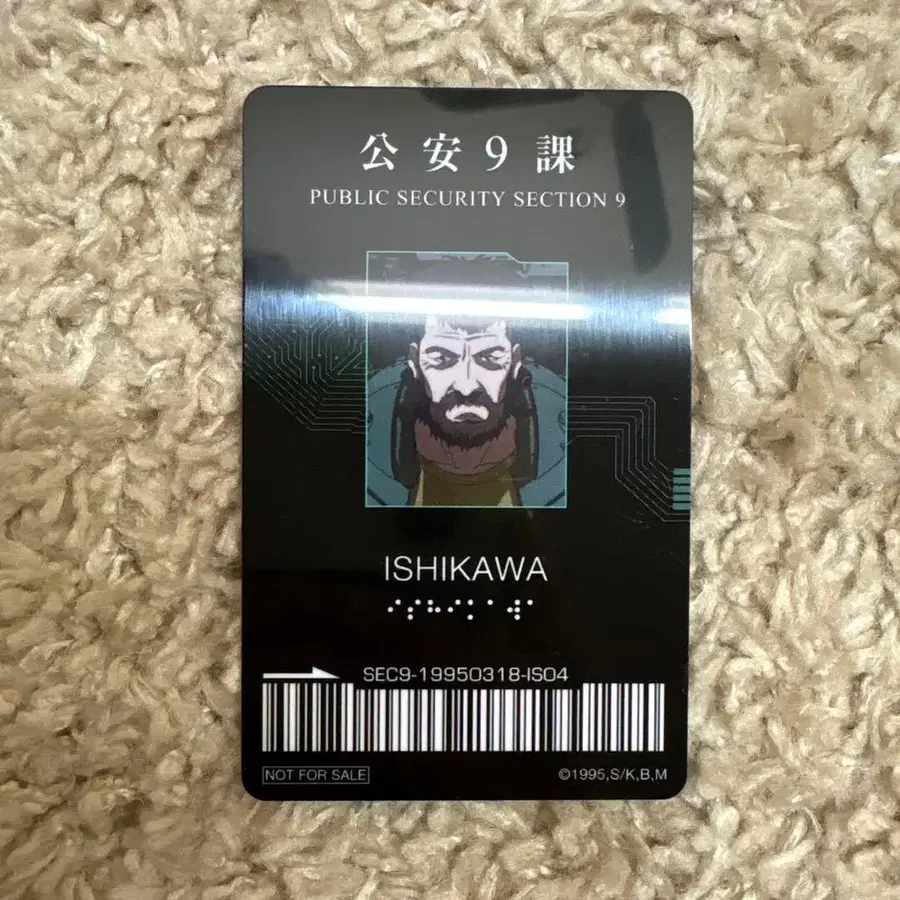 公安9課
PUBLIC SECURITY SECTION 9
ISHIKAWA
⠊⠎⠓⠊⠅⠁⠺⠁
SEC9-19950318-IS04
NOT FOR SALE
©1995,S/K,B,M